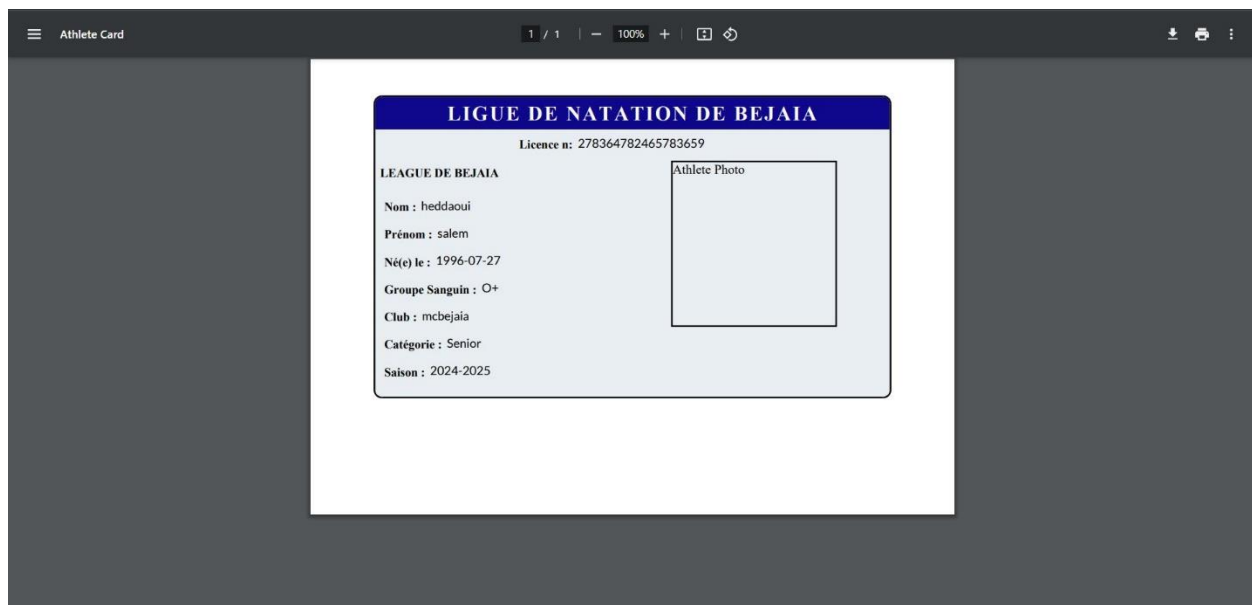 Athlete Card
1 / 1 | − 100% + |
LIGUE DE NATATION DE BEJAIA
Licence n: 278364782465783659
LEAGUE DE BEJAIA
Athlete Photo
Nom : heddaoui
Prénom : salem
Né(e) le : 1996-07-27
Groupe Sanguin : O+
Club : mcbejaia
Catégorie : Senior
Saison : 2024-2025